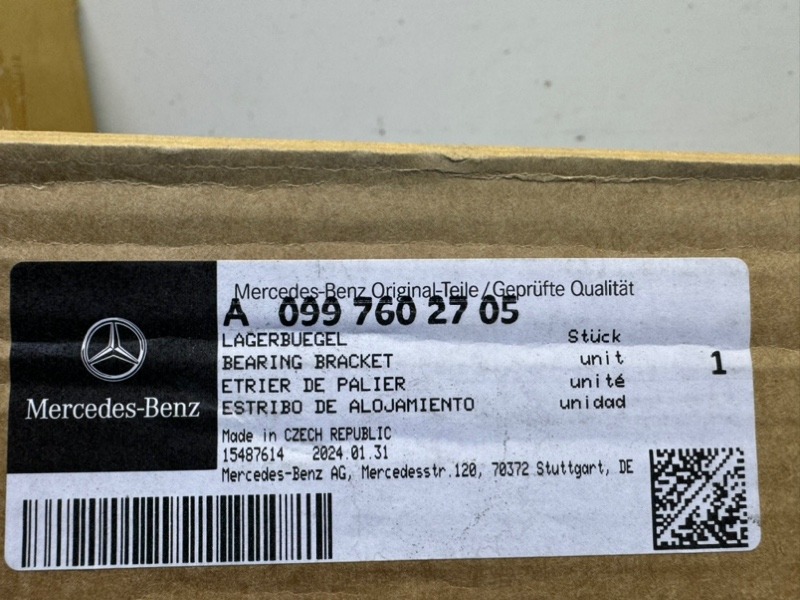 Mercedes-Benz Original-Teile/Geprüfte Qualität
A 099 760 27 05
LAGERBUEGEL Stück
BEARING BRACKET unit 1
ETRIER DE PALIER unité
ESTRIBO DE ALOJAMIENTO unidad
Mercedes-Benz
Made in CZECH REPUBLIC
15487614 2024.01.31
Mercedes-Benz AG, Mercedesstr.120, 70372 Stuttgart, DE